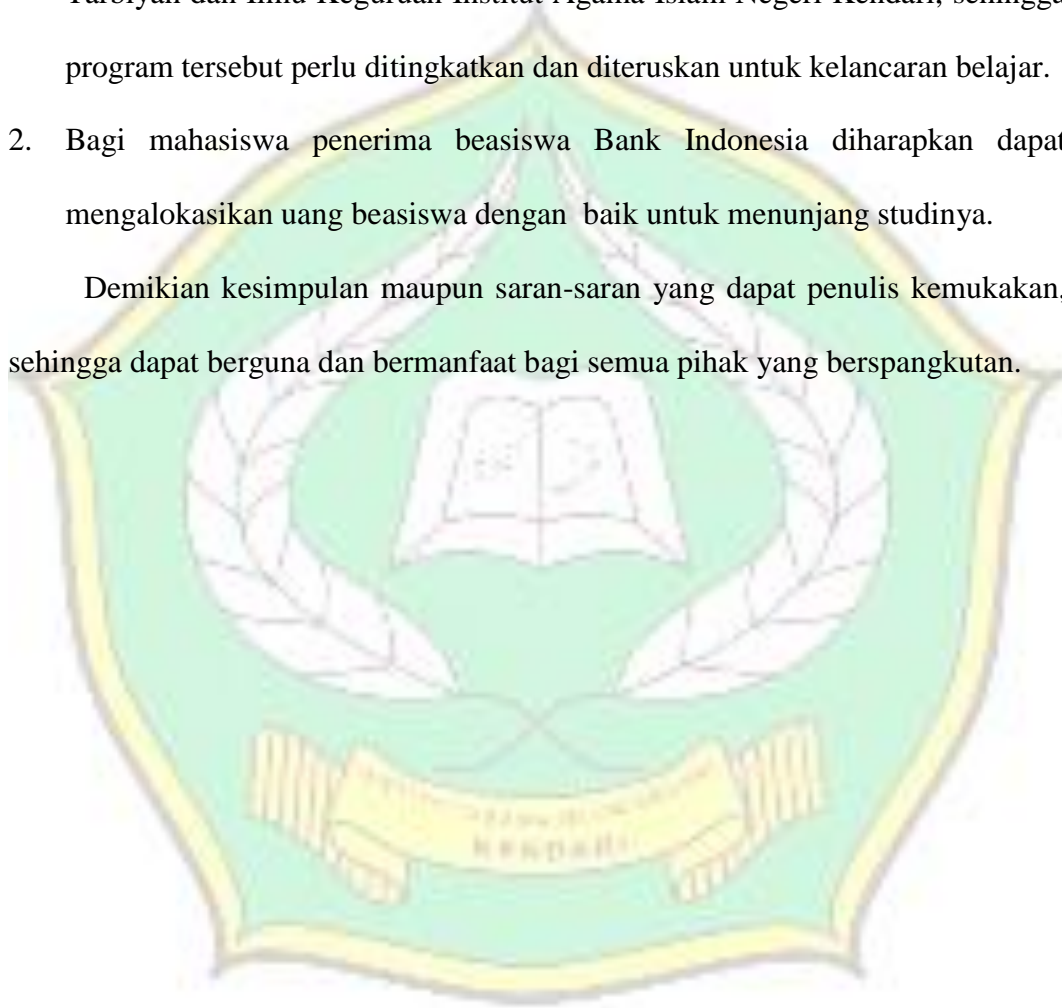 Tarbiyah dan Ilmu Keguruan Institut Agama Islam Negeri Kendari, sehingga
program tersebut perlu ditingkatkan dan diteruskan untuk kelancaran belajar.
2. Bagi mahasiswa penerima beasiswa Bank Indonesia diharapkan dapat
mengalokasikan uang beasiswa dengan baik untuk menunjang studinya.
Demikian kesimpulan maupun saran-saran yang dapat penulis kemukakan,
sehingga dapat berguna dan bermanfaat bagi semua pihak yang berspangkutan.
KENDARI